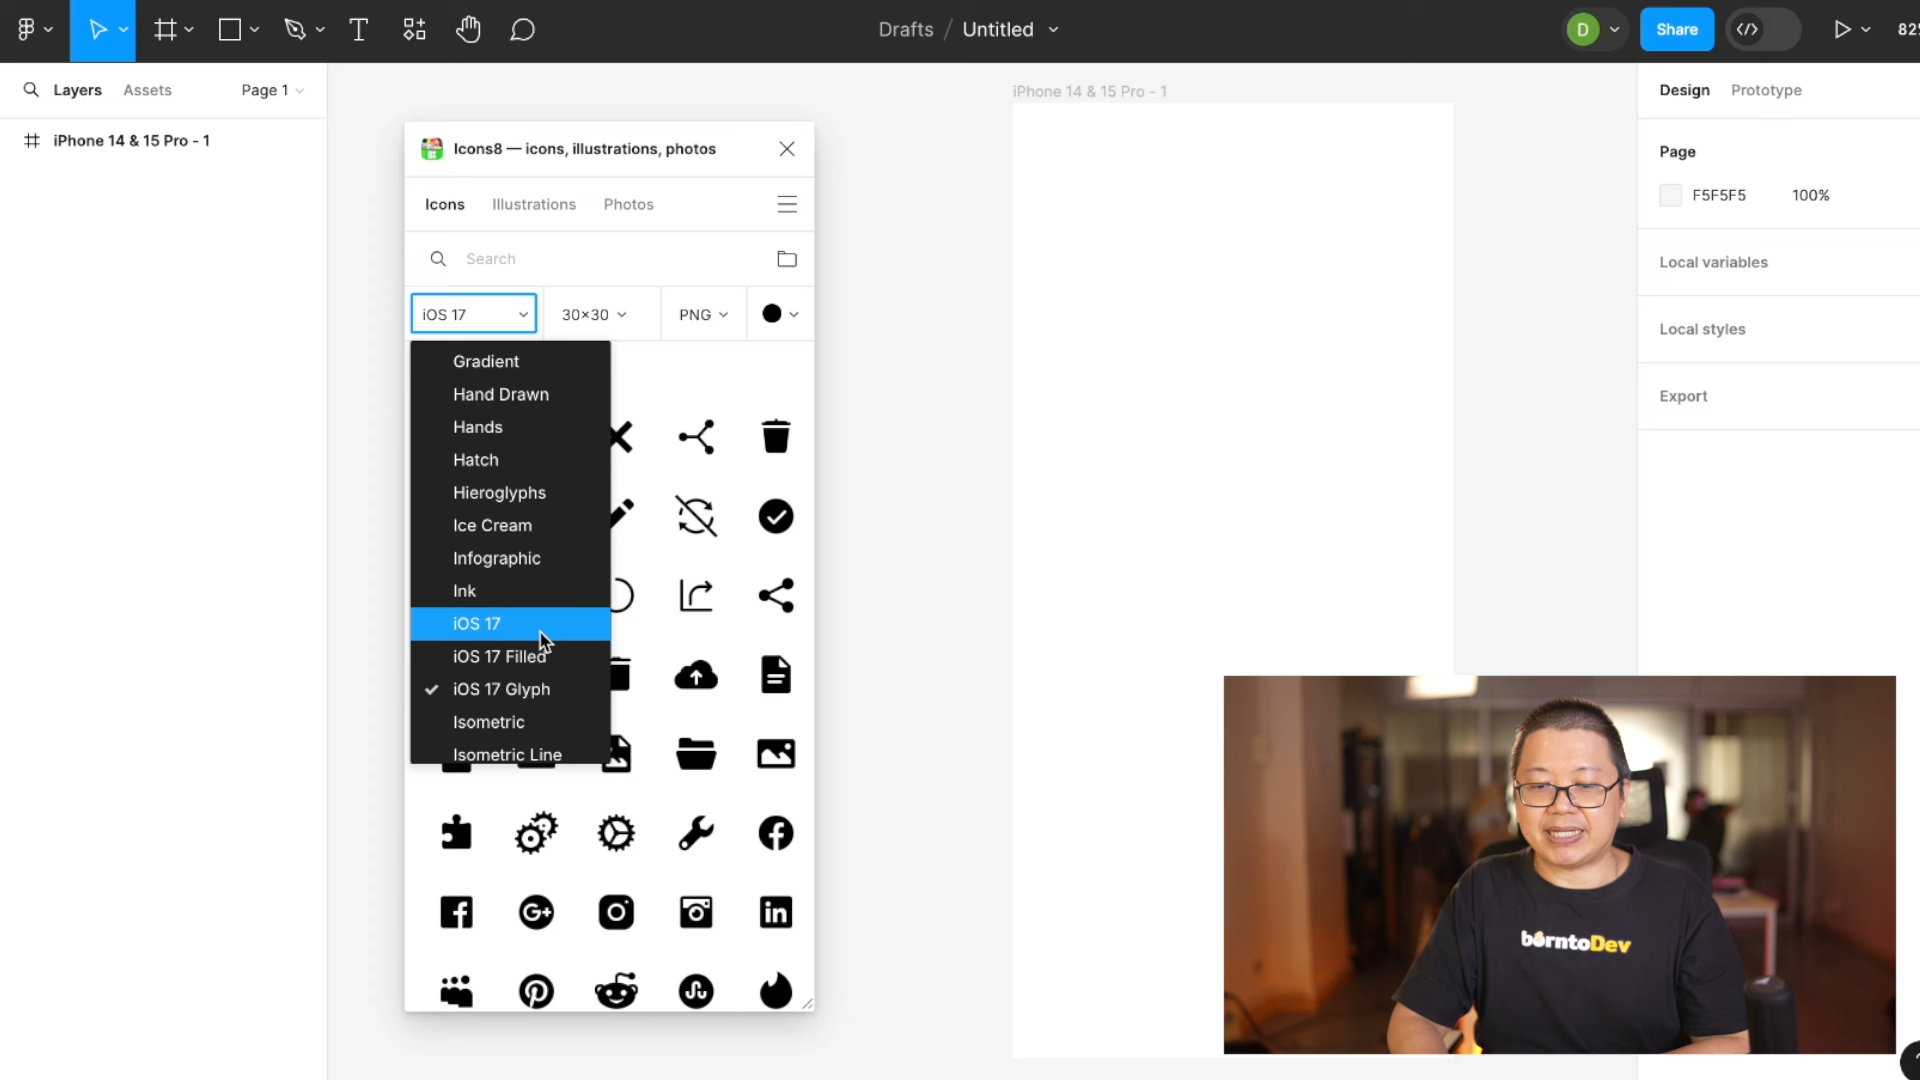 Drafts / Untitled
D
Share
82
Layers
Assets
Page 1
iPhone 14 & 15 Pro - 1
Icons8 — icons, illustrations, photos
Icons
Illustrations
Photos
Search
iOS 17
30×30
PNG
Gradient
Hand Drawn
Hands
Hatch
Hieroglyphs
Ice Cream
Infographic
Ink
iOS 17
iOS 17 Filled
iOS 17 Glyph
Isometric
Isometric Line
iPhone 14 & 15 Pro - 1
Design
Prototype
Page
F5F5F5
100%
Local variables
Local styles
Export
borntoDev